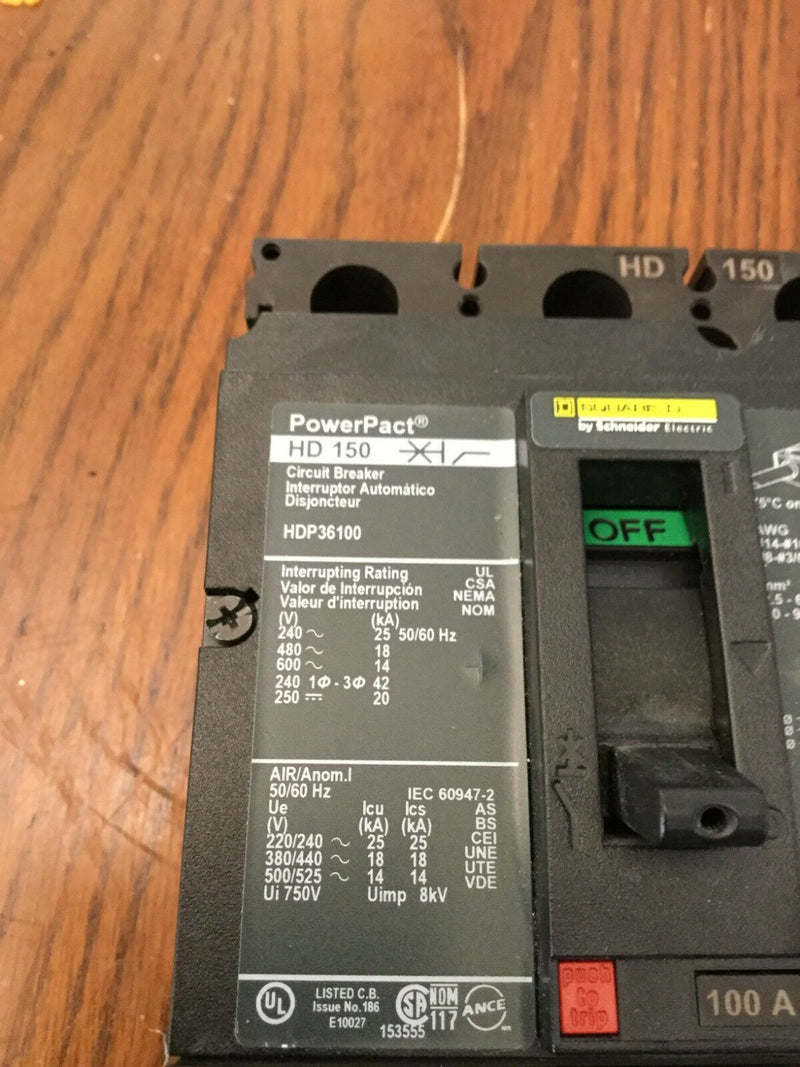 HD 150
PowerPact®
HD 150
Circuit Breaker
Interruptor Automático
Disjoncteur
HDP36100
Interrupting Rating UL
Valor de Interrupción CSA
Valeur d'interruption NEMA
NOM
(V) (kA)
240 ~ 25 50/60 Hz
480 ~ 18
600 ~ 14
240 1Φ - 3Φ 42
250 ⎓ 20
AIR/Anom.I
50/60 Hz IEC 60947-2
Ue Icu Ics AS
(V) (kA) (kA) BS
220/240 ~ 25 25 CEI
380/440 ~ 18 18 UNE
500/525 ~ 14 14 UTE
Ui 750V Uimp 8kV VDE
UL
LISTED C.B.
Issue No.186
E10027
SA
153555
NOM
117
ANCE
SQUARE D
by Schneider Electric
OFF
push
to
trip
100 A
AWG
mm²